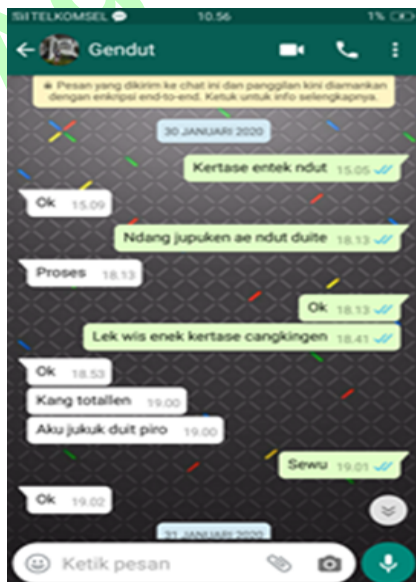 TELKOMSEL 10.56 1%
Gendut
Pesan yang dikirim ke chat ini dan panggilan kini diamankan
dengan enkripsi end-to-end. Ketuk untuk info selengkapnya.
30 JANUARI 2020
Kertase entek ndut 15.05
Ok 15.09
Ndang jupuken ae ndut duite 18.13
Proses 18.13
Ok 18.13
Lek wis enek kertase cangkingen 18.41
Ok 18.53
Kang totallen 19.00
Aku jukuk duit piro 19.00
Sewu 19.01
Ok 19.02
31 JANUARI 2020
Ketik pesan